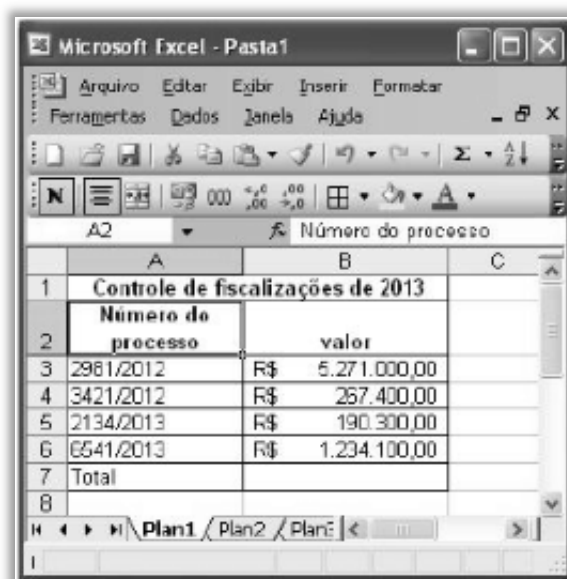 Microsoft Excel - Pasta1
Arquivo Editar Exibir Inserir Formatar
Ferramentas Dados Janela Ajuda
N 000
A2 fx Número do processo
A B C
1 Controle de fiscalizações de 2013
Número do
2 processo valor
3 2961/2012 R$ 5.271.000,00
4 3421/2012 R$ 267.400,00
5 2134/2013 R$ 190.300,00
6 6541/2013 R$ 1.234.100,00
7 Total
8
Plan1 Plan2 Plan3